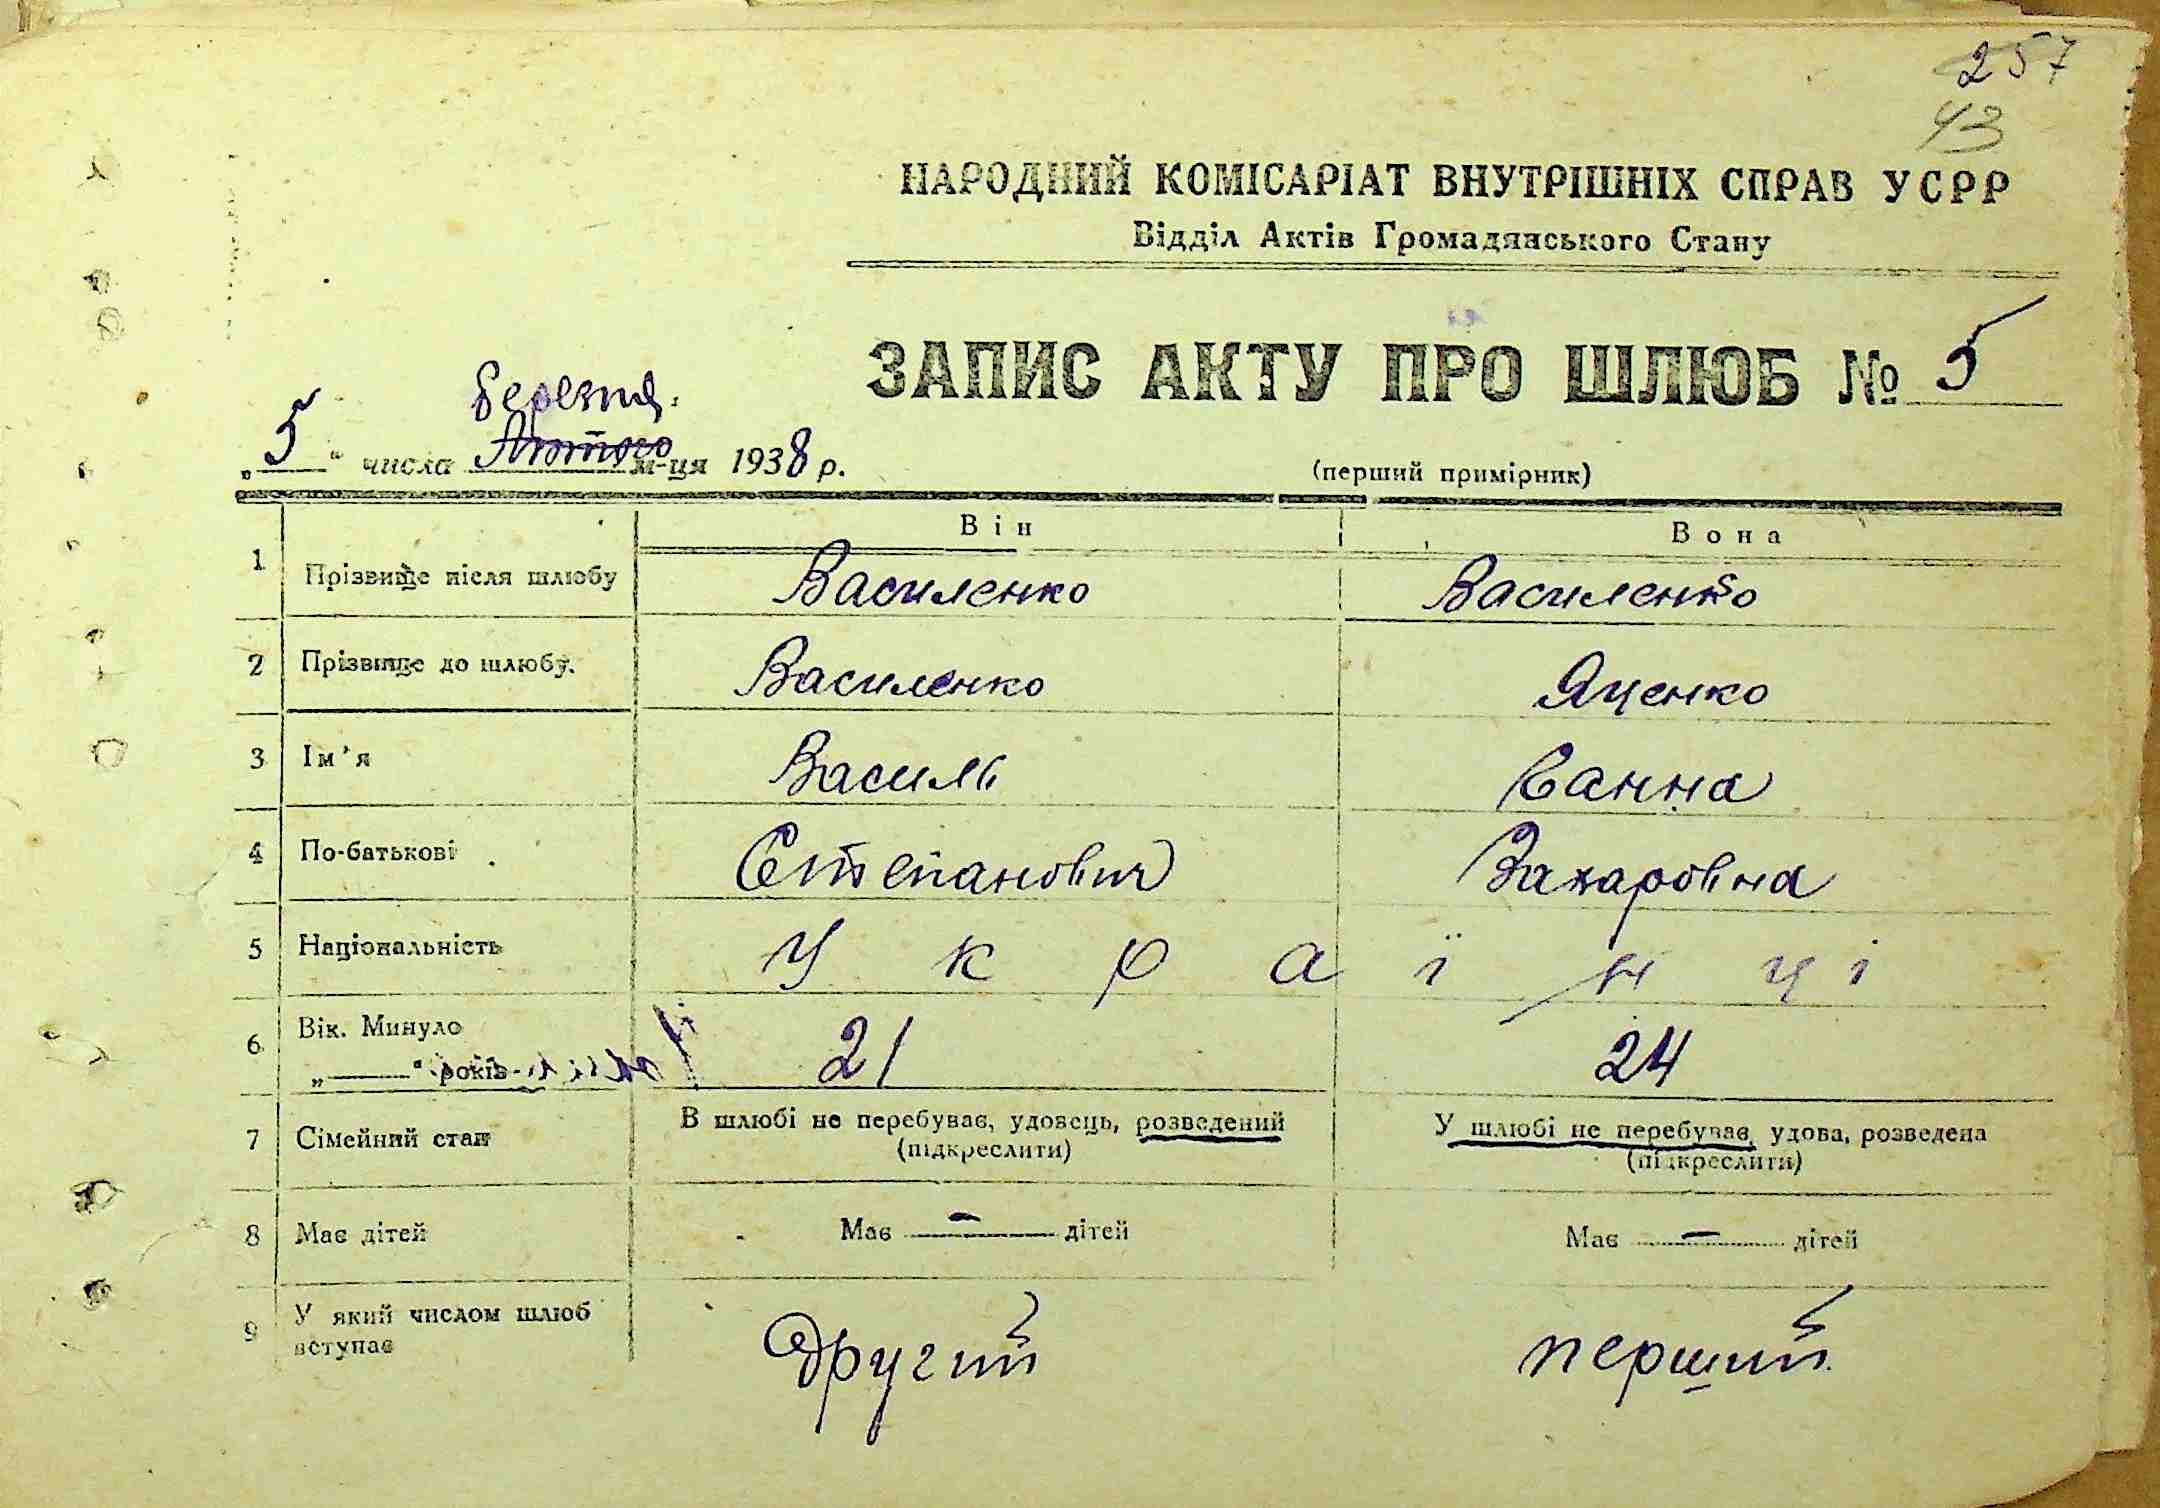 257
43
НАРОДНИЙ КОМІСАРІАТ ВНУТРІШНІХ СПРАВ УСРР
Відділ Актів Громадянського Стану
ЗАПИС АКТУ ПРО ШЛЮБ № 5
березня
„5" числа Лютого м-ця 1938 р.
(перший примірник)
Він Вона
1 Прізвище після шлюбу Василенко Василенко
2 Прізвище до шлюбу. Василенко Яценко
3 Ім'я Василь Ганна
4 По-батькові Степанович Захаровна
5 Національність Українці
6 Вік. Минуло 21 24
„ " років
7 Сімейний стан В шлюбі не перебуває, удовець, розведений У шлюбі не перебуває, удова, розведена
(підкреслити) (підкреслити)
8 Має дітей Має — дітей Має — дітей
9 У який числом шлюб другий перший
вступає